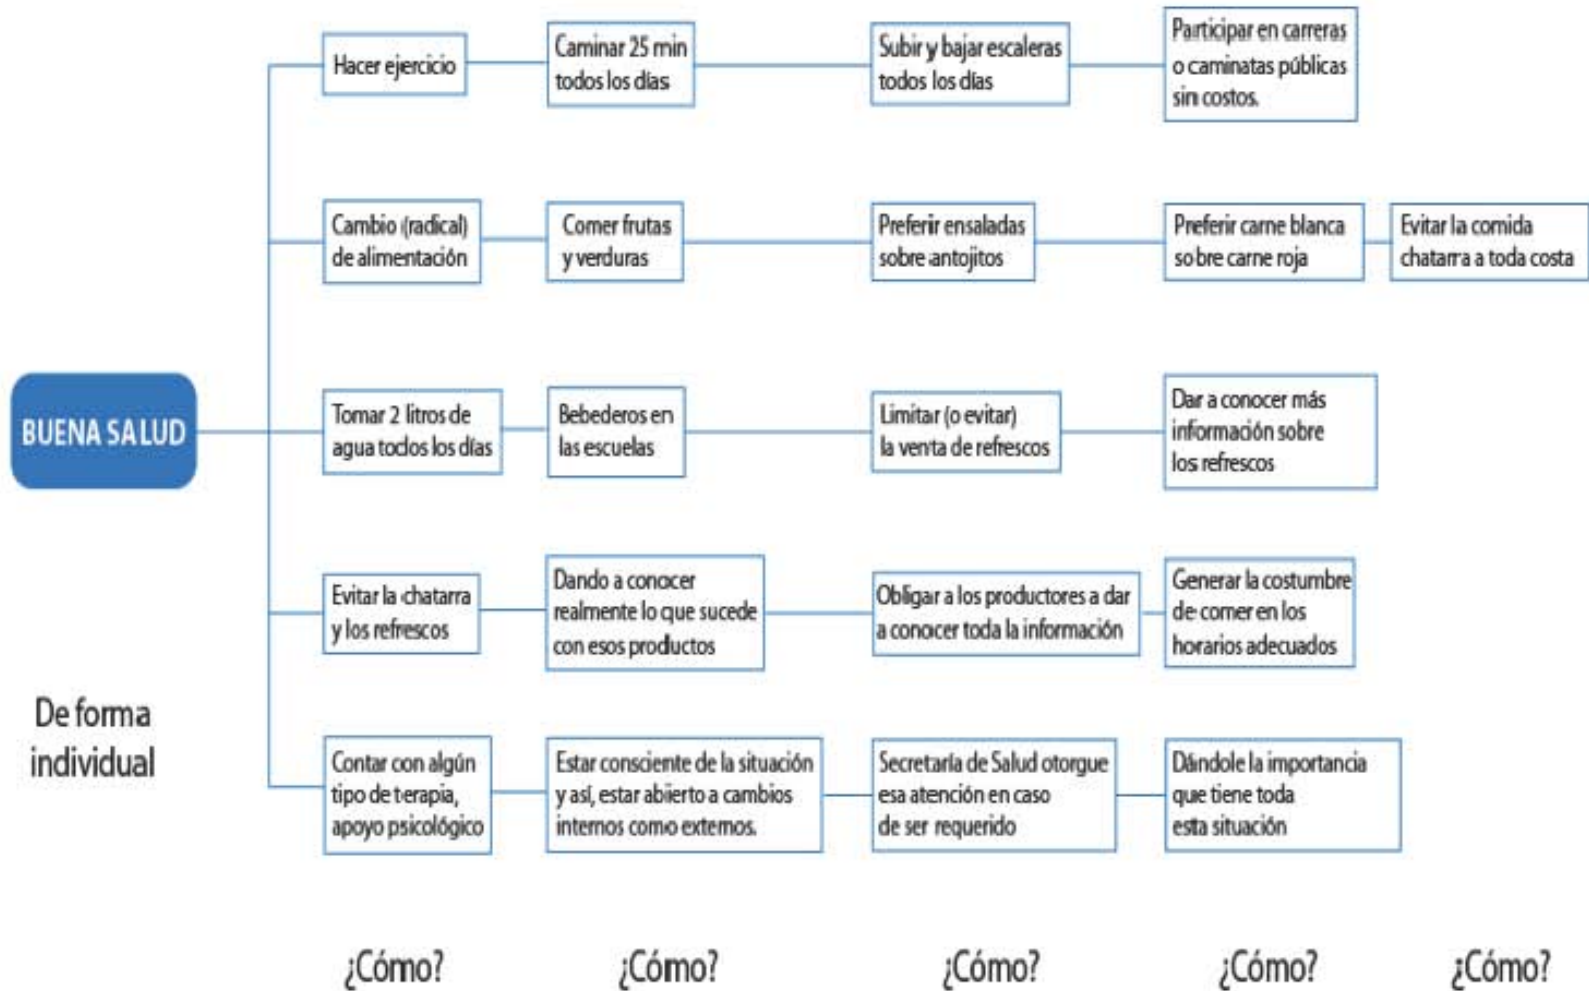 Hacer ejercicio
Caminar 25 min
todos los días
Subir y bajar escaleras
todos los días
Participar en carreras
o caminatas públicas
sin costos.
Cambio (radical)
de alimentación
Comer frutas
y verduras
Preferir ensaladas
sobre antojitos
Preferir carne blanca
sobre carne roja
Evitar la comida
chatarra a toda costa
BUENA SALUD
Tomar 2 litros de
agua todos los días
Bebederos en
las escuelas
Limitar (o evitar)
la venta de refrescos
Dar a conocer más
información sobre
los refrescos
Evitar la chatarra
y los refrescos
Dando a conocer
realmente lo que sucede
con esos productos
Obligar a los productores a dar
a conocer toda la información
Generar la costumbre
de comer en los
horarios adecuados
De forma
individual
Contar con algún
tipo de terapia,
apoyo psicológico
Estar consciente de la situación
y así, estar abierto a cambios
internos como externos.
Secretaría de Salud otorgue
esa atención en caso
de ser requerido
Dándole la importancia
que tiene toda
esta situación
¿Cómo?
¿Cómo?
¿Cómo?
¿Cómo?
¿Cómo?